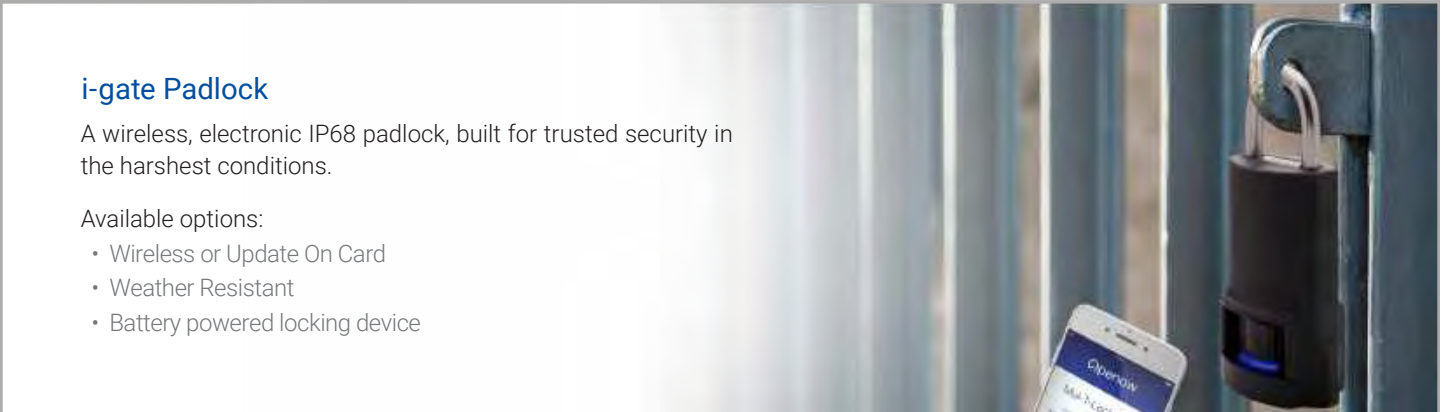 i-gate Padlock
A wireless, electronic IP68 padlock, built for trusted security in
the harshest conditions.
Available options:
• Wireless or Update On Card
• Weather Resistant
• Battery powered locking device
Openow